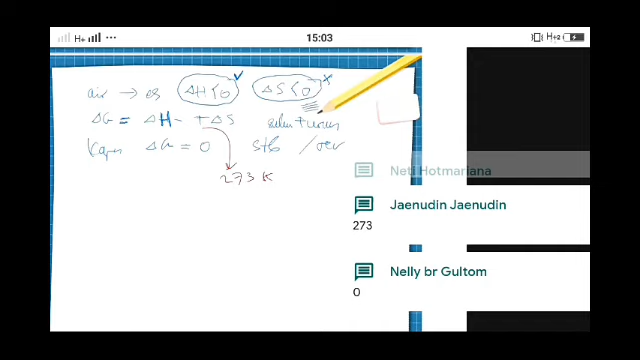 H+
15:03
H+2
air → es ΔH<0 ✓ ΔS<0 ×
ΔG = ΔH - TΔS turun
Kapan ΔG = 0 stb / rev
273 K
Neti Hotmariana
Jaenudin Jaenudin
273
Nelly br Gultom
0